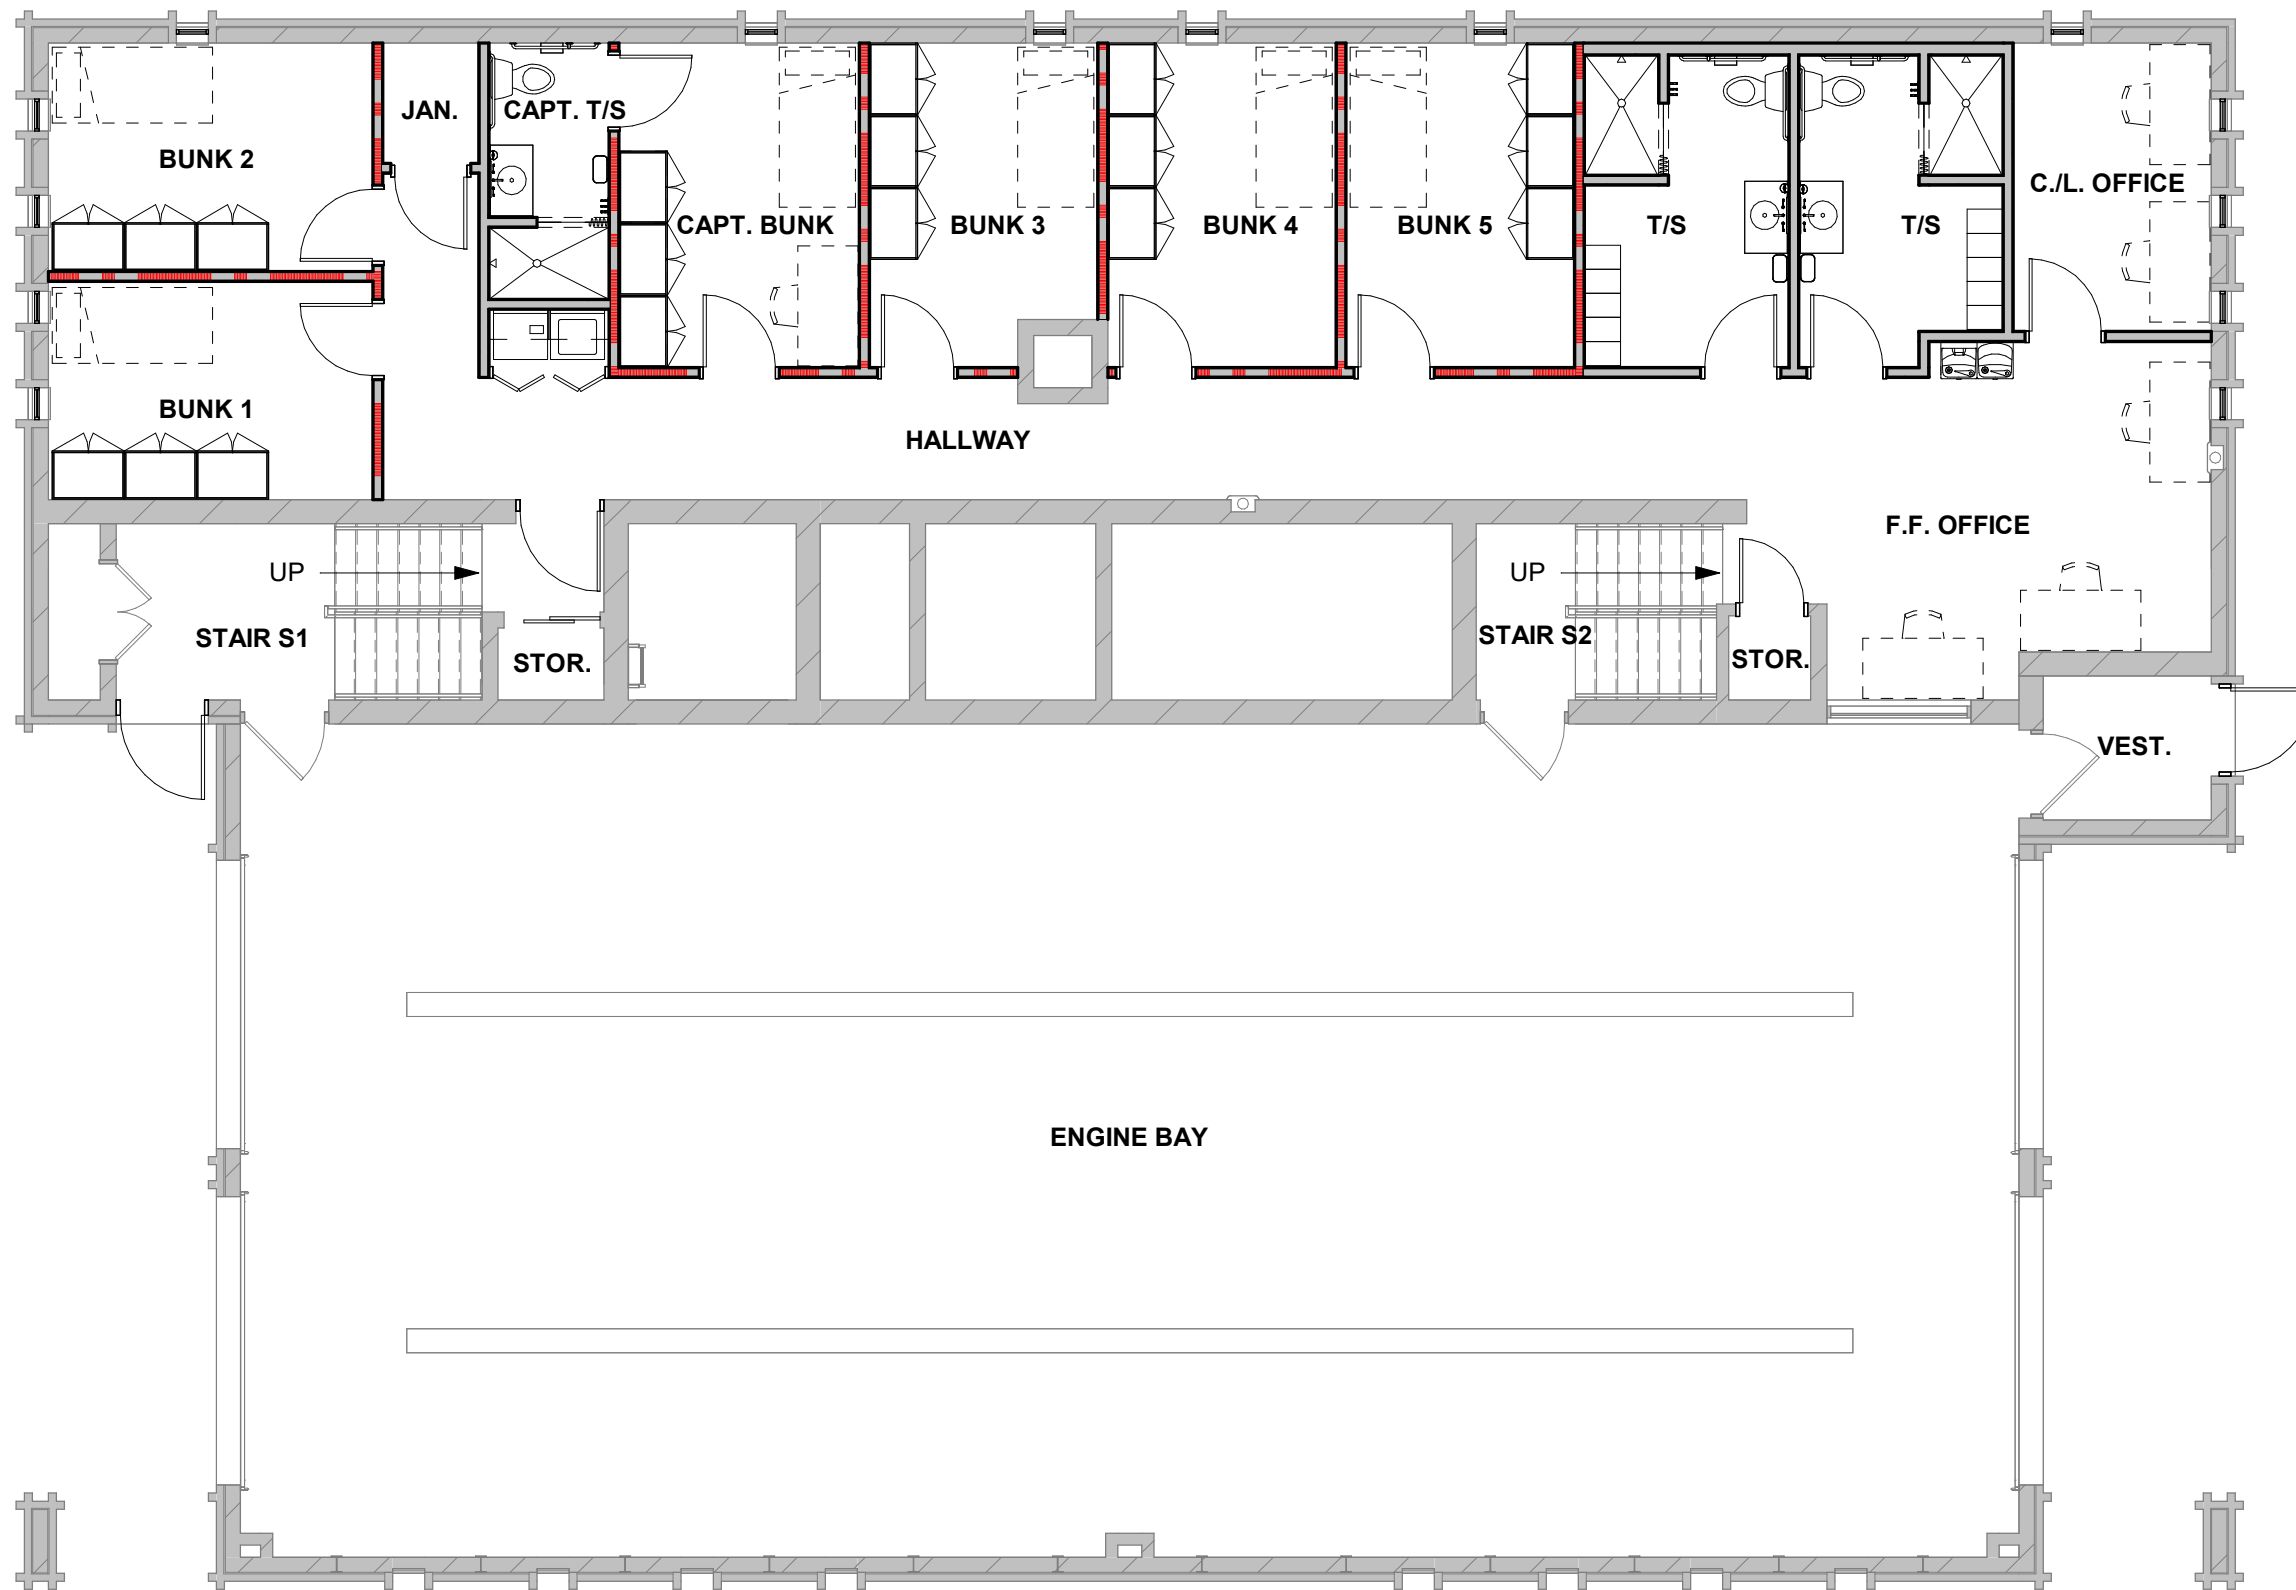 JAN.
CAPT. T/S
BUNK 2
C./L. OFFICE
CAPT. BUNK
BUNK 3
BUNK 4
BUNK 5
T/S
T/S
BUNK 1
HALLWAY
F.F. OFFICE
UP
UP
STAIR S1
STAIR S2
STOR.
STOR.
VEST.
ENGINE BAY